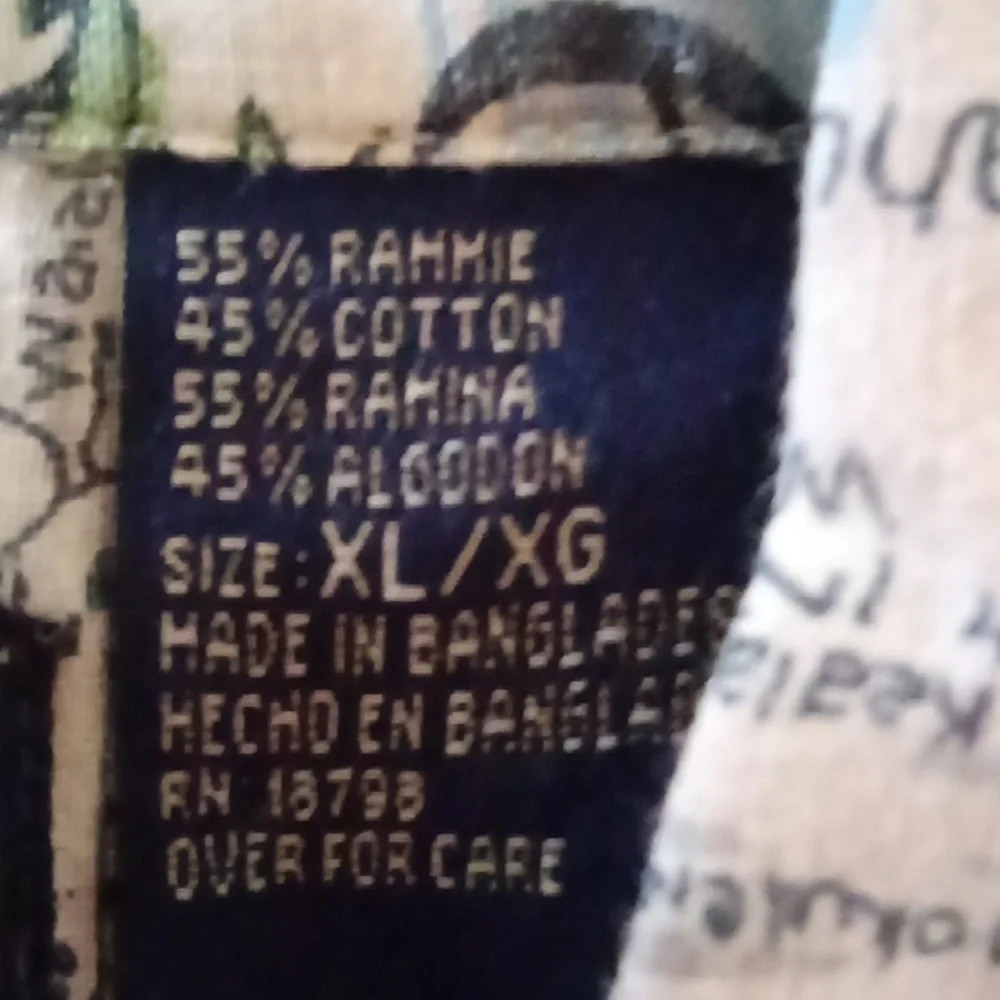 55% RAMMIE
45% COTTON
55% RAMINA
45% ALGODON
SIZE: XL/XG
MADE IN BANGLADES
HECHO EN BANGLAD
RN 18798
OVER FOR CARE